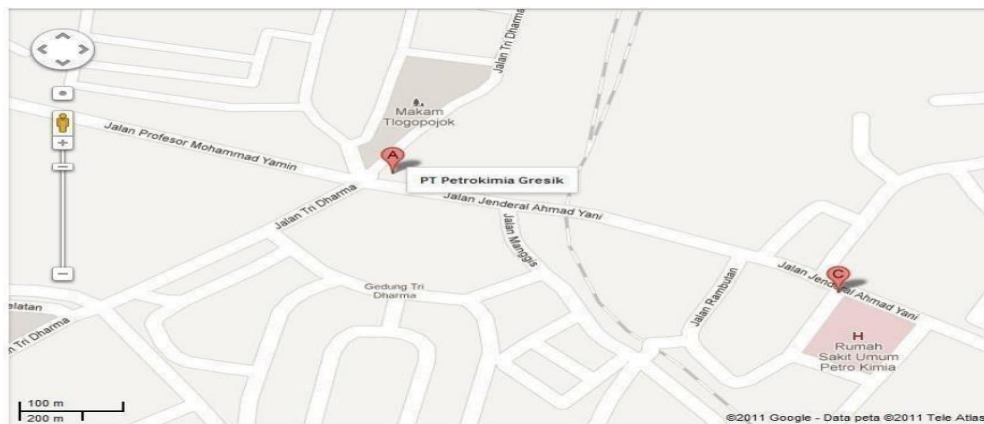 Jalan Tri Dharma
Makam
Tlogopojok
Jalan Profesor Mohammad Yamin
A
PT Petrokimia Gresik
Jalan Jenderal Ahmad Yani
Jalan Tri Dharma
Jalan Manggis
Gedung Tri
Dharma
Jalan Rambutan
C
Jalan Jenderal Ahmad Yani
elatan
an Tri Dharma
H
Rumah
Sakit Umum
Petro Kimia
100 m
200 m
©2011 Google - Data peta ©2011 Tele Atlas